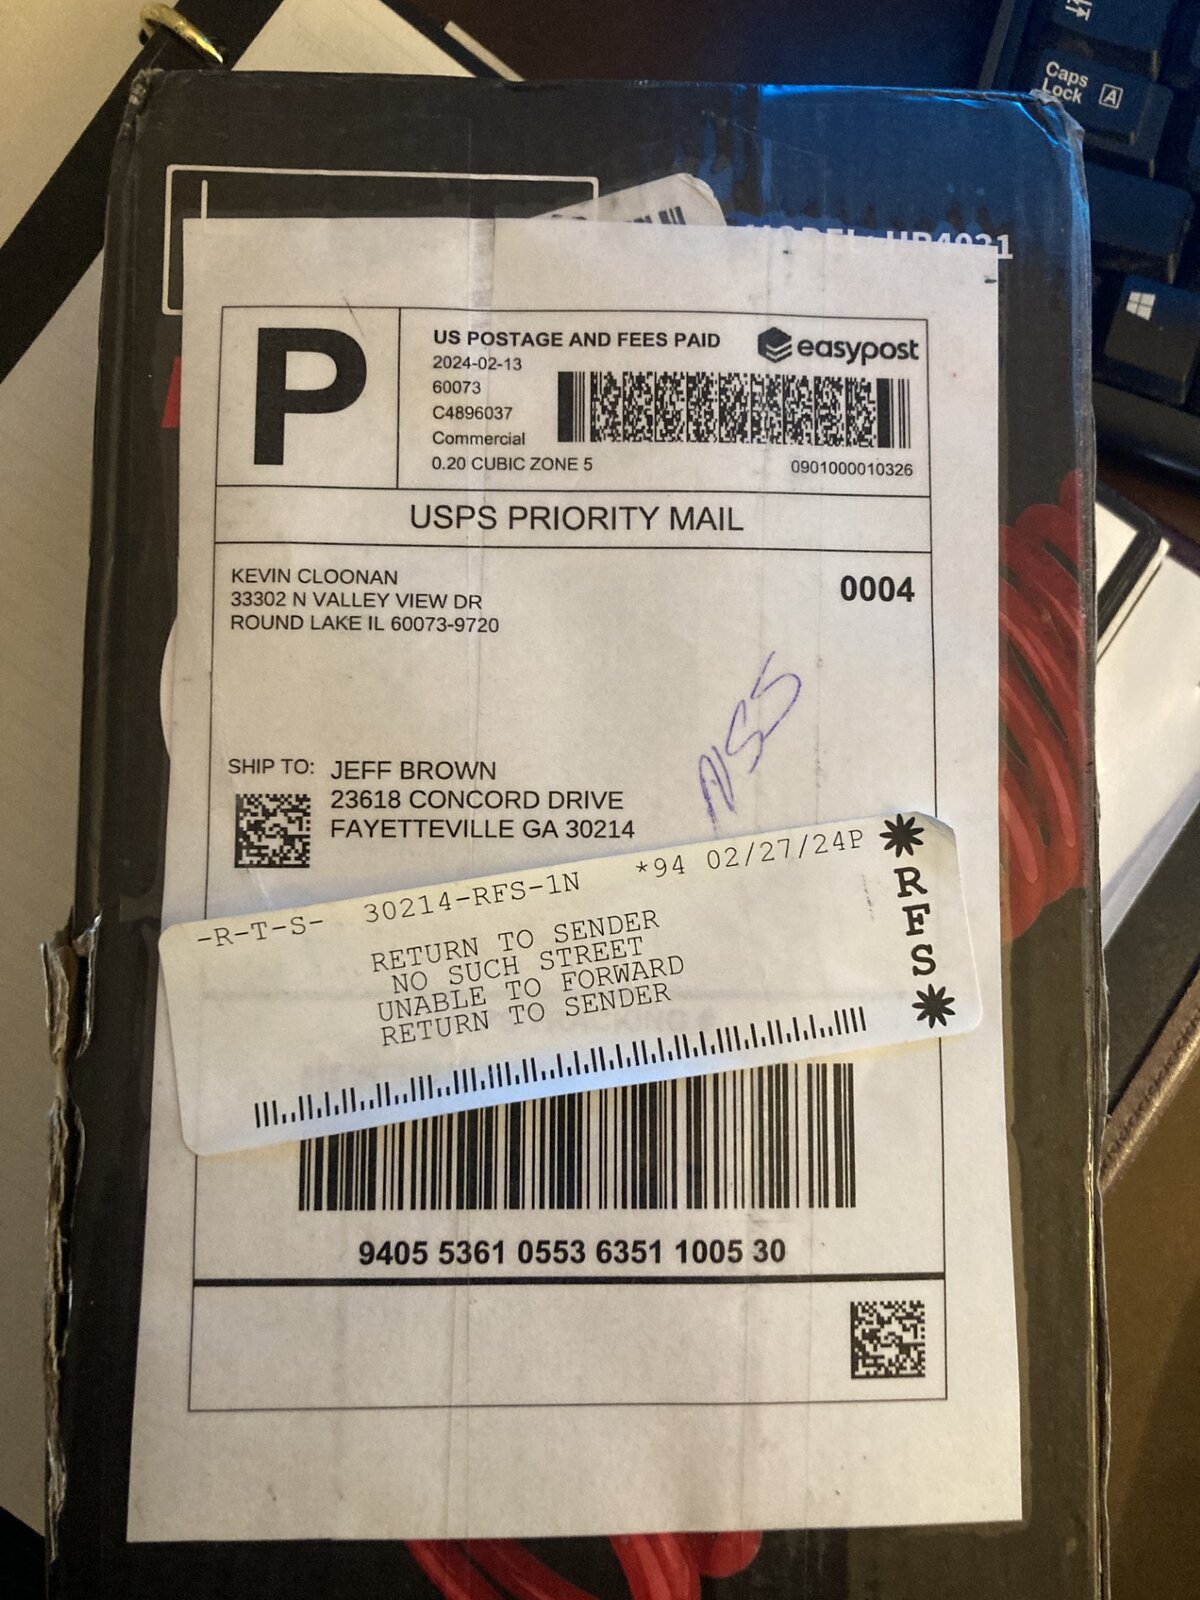 Caps
Lock A
MODEL: UP4031
P
US POSTAGE AND FEES PAID
easypost
2024-02-13
60073
C4896037
Commercial
0.20 CUBIC ZONE 5
0901000010326
USPS PRIORITY MAIL
KEVIN CLOONAN
33302 N VALLEY VIEW DR
ROUND LAKE IL 60073-9720
0004
NSS
SHIP TO: JEFF BROWN
23618 CONCORD DRIVE
FAYETTEVILLE GA 30214
-R-T-S- 30214-RFS-1N *94 02/27/24P
RETURN TO SENDER
NO SUCH STREET
UNABLE TO FORWARD
RETURN TO SENDER
*RFS*
9405 5361 0553 6351 1005 30